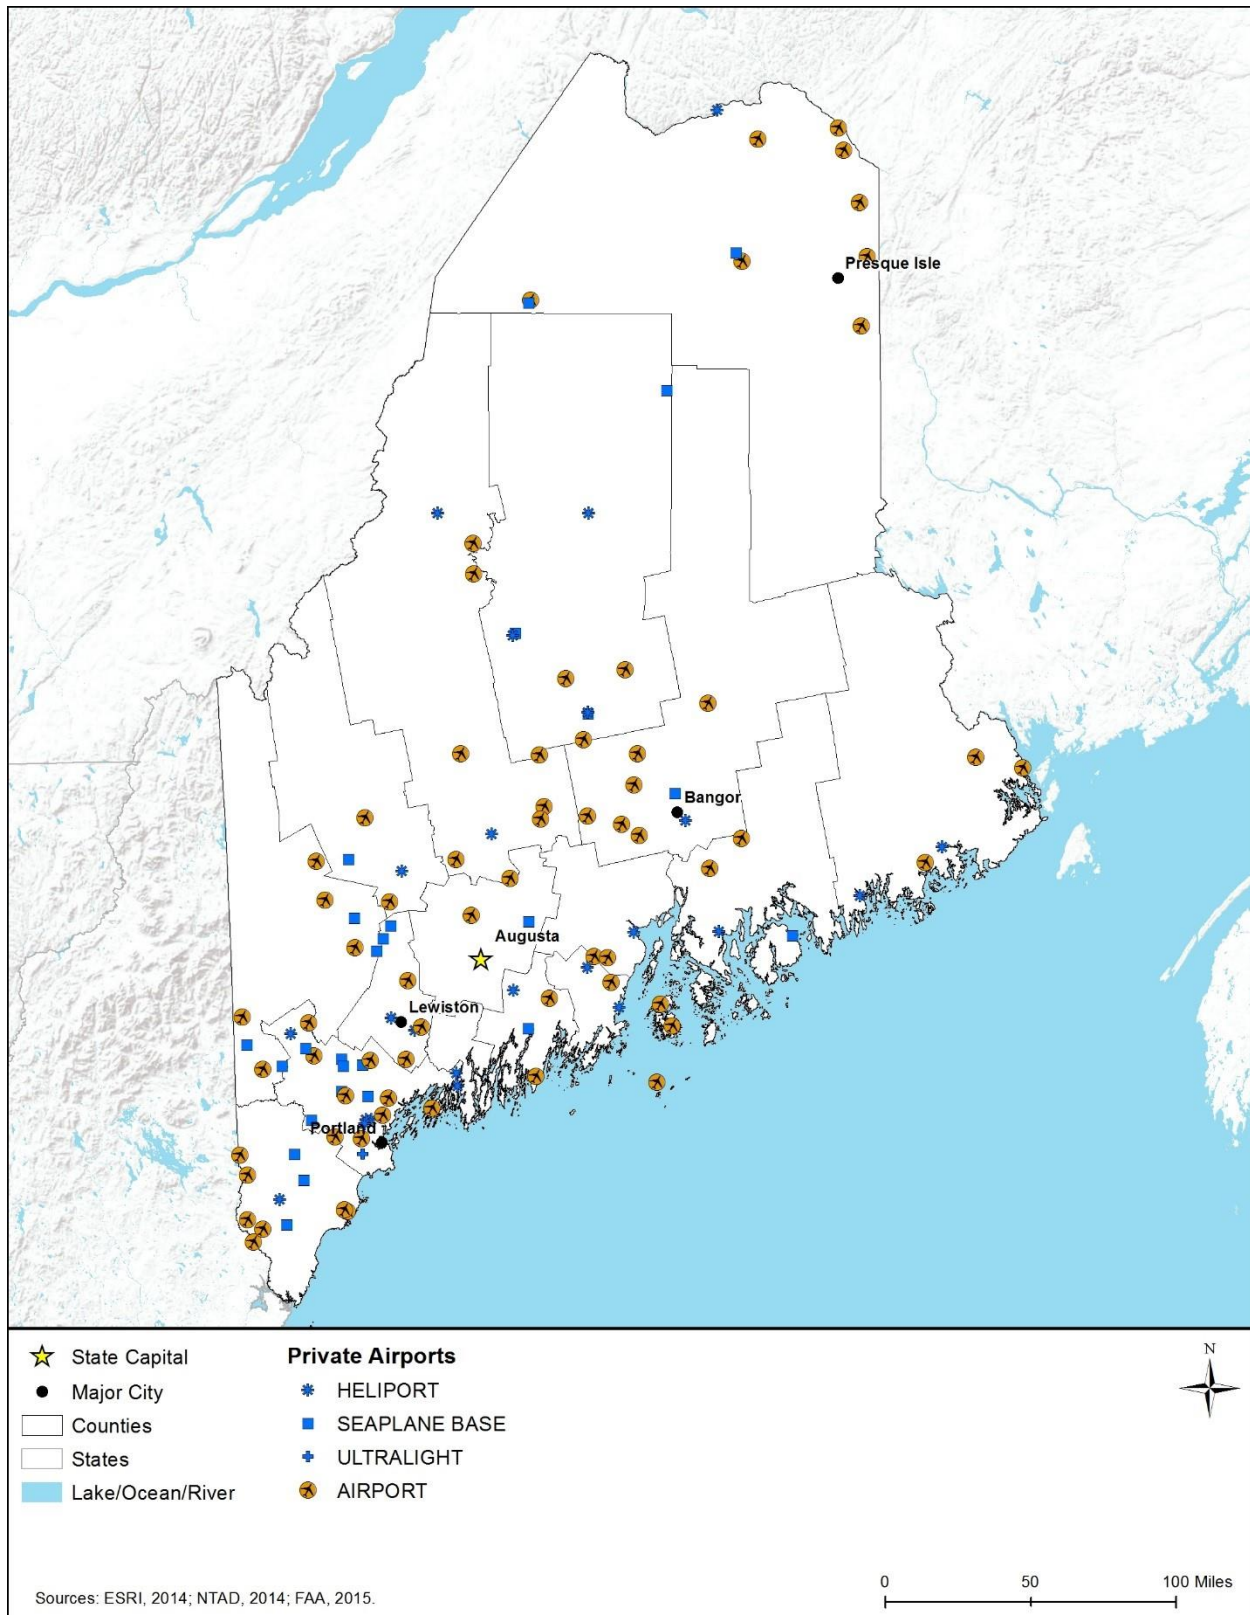 Presque Isle
Bangor
Augusta
Lewiston
Portland
State Capital
Major City
Counties
States
Lake/Ocean/River
Private Airports
HELIPORT
SEAPLANE BASE
ULTRALIGHT
AIRPORT
N
Sources: ESRI, 2014; NTAD, 2014; FAA, 2015.
0 50 100 Miles